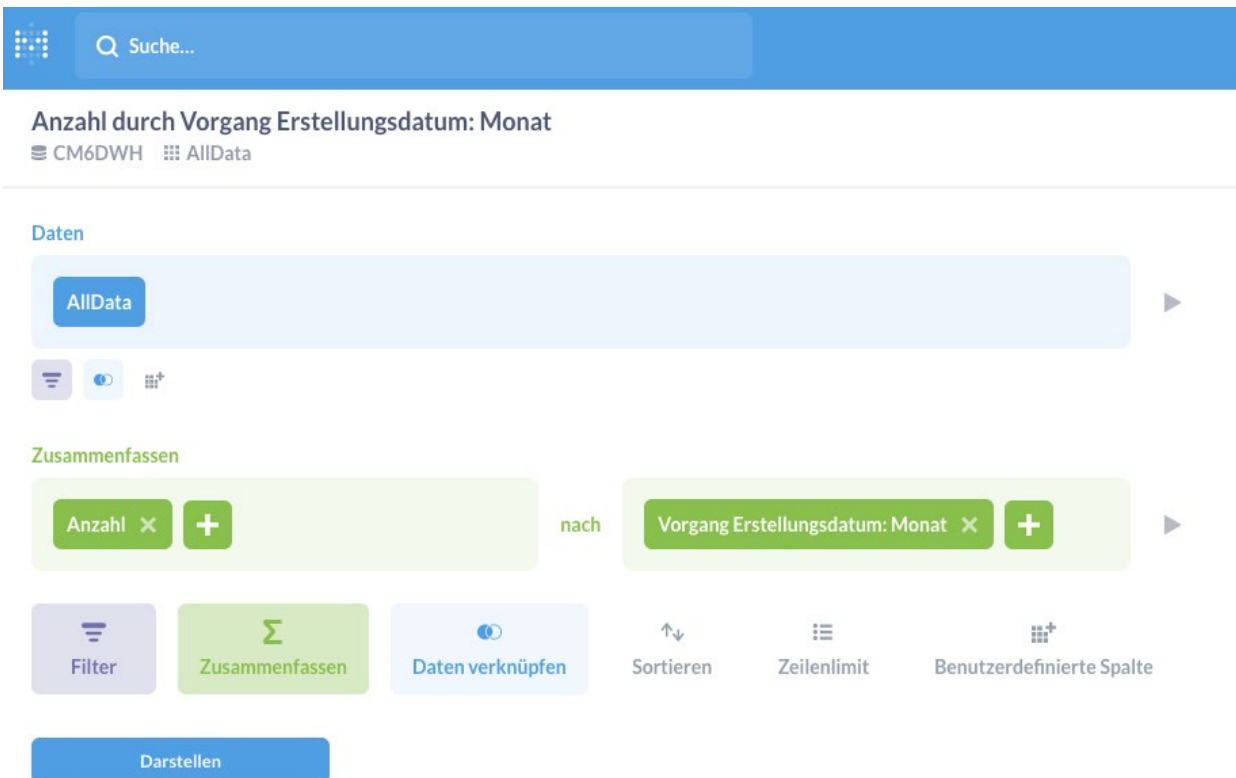 Suche...
Anzahl durch Vorgang Erstellungsdatum: Monat
CM6DWH AllData
Daten
AllData
Zusammenfassen
Anzahl nach Vorgang Erstellungsdatum: Monat
Filter Zusammenfassen Daten verknüpfen Sortieren Zeilenlimit Benutzerdefinierte Spalte
Darstellen